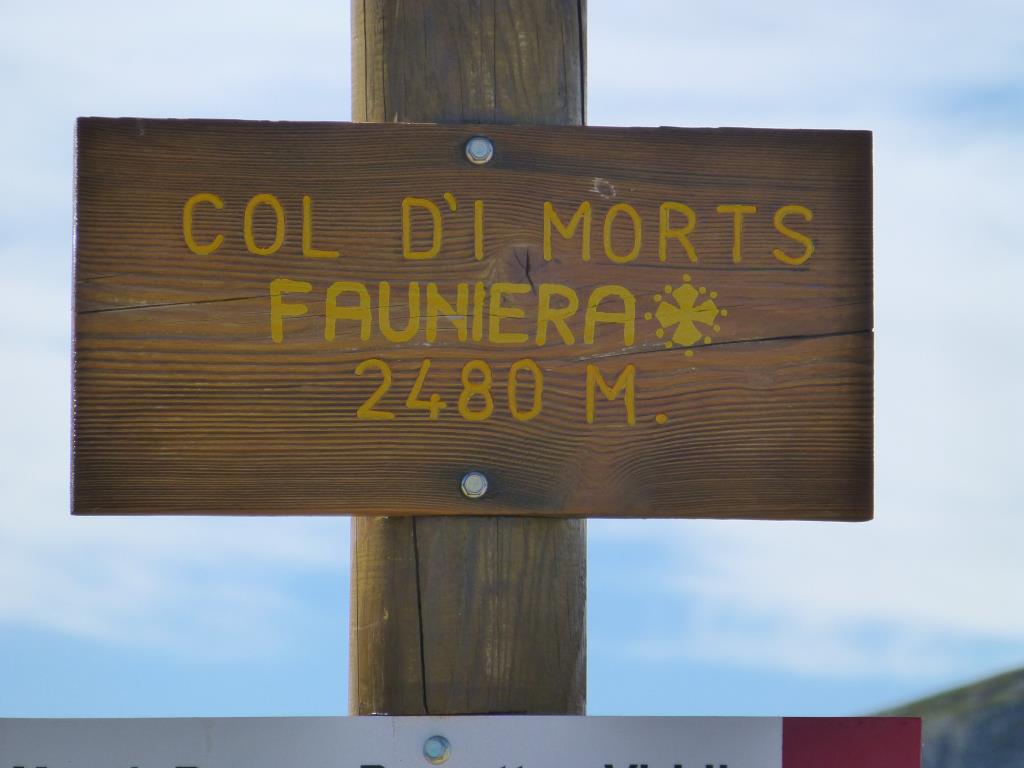 COL D'I MORTS
FAUNIERA
2480 M.